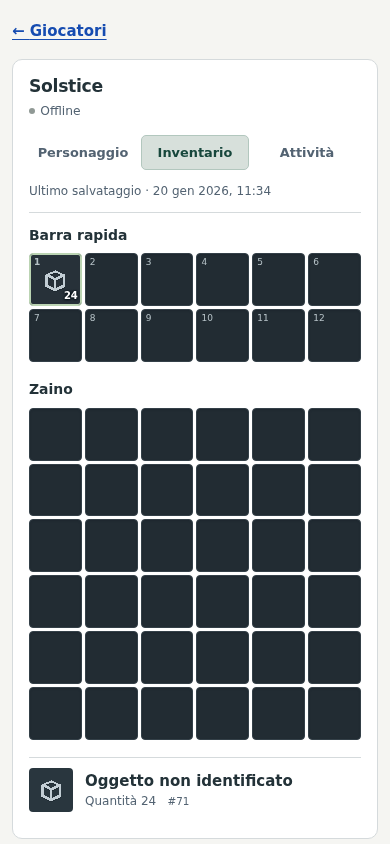 ← Giocatori
Solstice
Offline
Personaggio Inventario Attività
Ultimo salvataggio · 20 gen 2026, 11:34
Barra rapida
1 2 3 4 5 6
24
7 8 9 10 11 12
Zaino
Oggetto non identificato
Quantità 24 #71